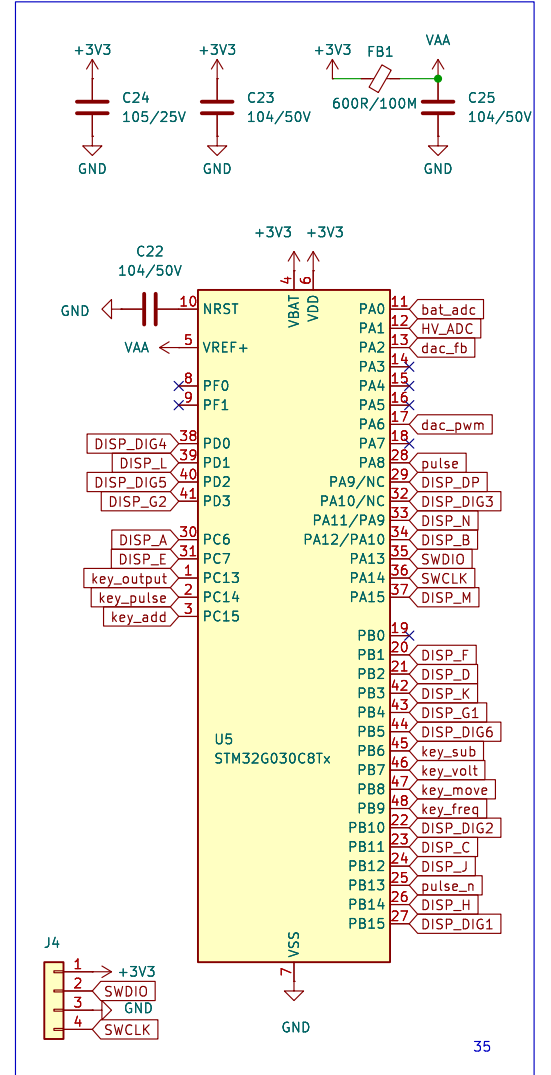 +3V3
C24
105/25V
GND
+3V3
C23
104/50V
GND
+3V3
FB1
600R/100M
VAA
C25
104/50V
GND
C22
104/50V
+3V3
+3V3
4
6
VBAT
VDD
GND
10 NRST
VAA
5 VREF+
8 PF0
9 PF1
DISP_DIG4 38 PD0
DISP_L 39 PD1
DISP_DIG5 40 PD2
DISP_G2 41 PD3
DISP_A 30 PC6
DISP_E 31 PC7
key_output 1 PC13
key_pulse 2 PC14
key_add 3 PC15
PA0 11 bat_adc
PA1 12 HV_ADC
PA2 13 dac_fb
PA3 14
PA4 15
PA5 16
PA6 17 dac_pwm
PA7 18
PA8 28 pulse
PA9/NC 29 DISP_DP
PA10/NC 32 DISP_DIG3
PA11/PA9 33 DISP_N
PA12/PA10 34 DISP_B
PA13 35 SWDIO
PA14 36 SWCLK
PA15 37 DISP_M
PB0 19
PB1 20 DISP_F
PB2 21 DISP_D
PB3 42 DISP_K
PB4 43 DISP_G1
PB5 44 DISP_DIG6
PB6 45 key_sub
PB7 46 key_volt
PB8 47 key_move
PB9 48 key_freq
PB10 22 DISP_DIG2
PB11 23 DISP_C
PB12 24 DISP_J
PB13 25 pulse_n
PB14 26 DISP_H
PB15 27 DISP_DIG1
U5
STM32G030C8Tx
VSS
7
GND
J4
1 +3V3
2 SWDIO
3 GND
4 SWCLK
35